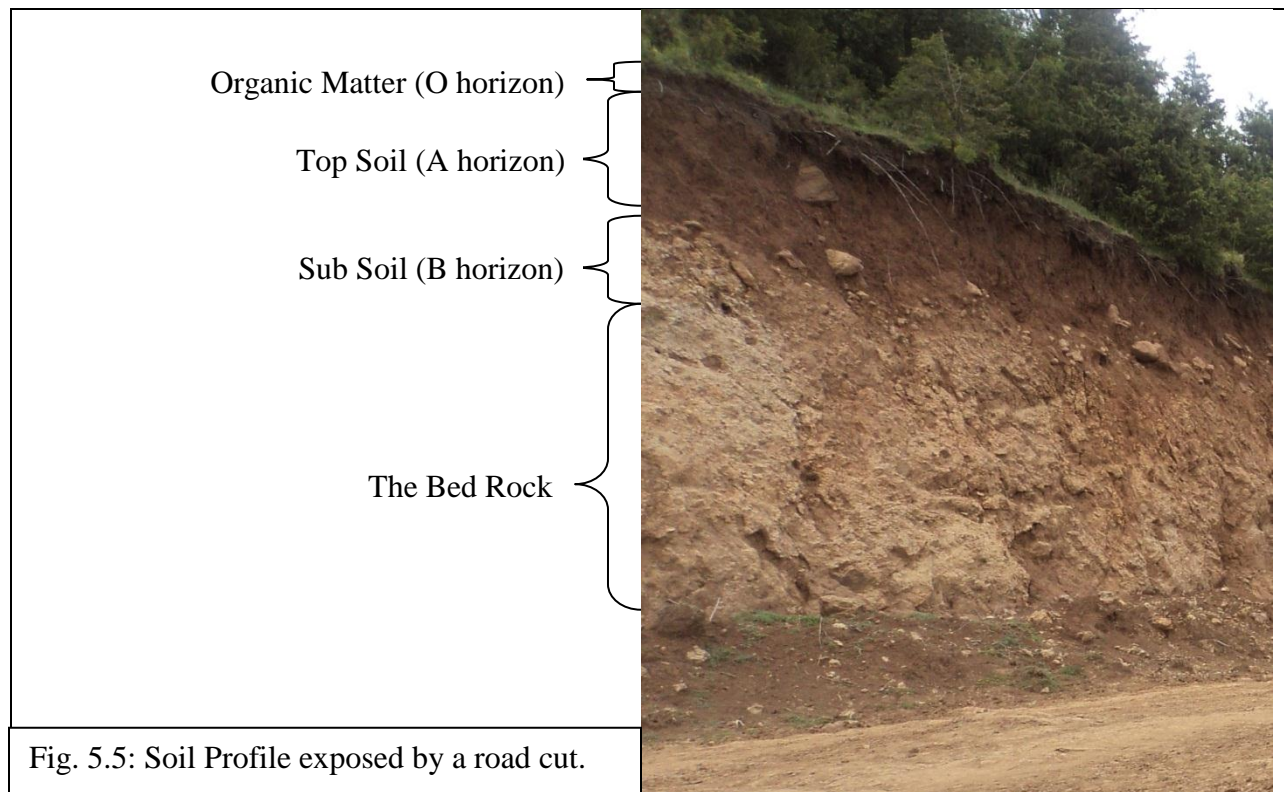 Organic Matter (O horizon)
Top Soil (A horizon)
Sub Soil (B horizon)
The Bed Rock
Fig. 5.5: Soil Profile exposed by a road cut.